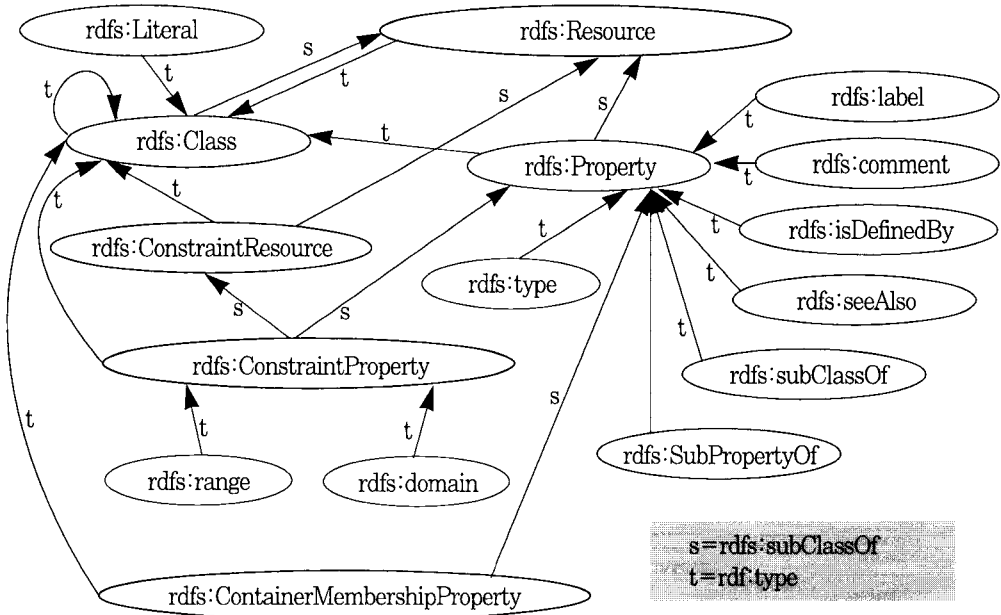 rdfs:Literal
rdfs:Resource
s
t
t
t
rdfs:Class
t
s
s
rdfs:label
t
rdfs:Property
rdfs:comment
t
t
t
rdfs:ConstraintResource
t
rdfs:type
t
rdfs:isDefinedBy
t
rdfs:seeAlso
s
s
rdfs:ConstraintProperty
t
rdfs:subClassOf
t
s
t
t
rdfs:SubPropertyOf
rdfs:range
rdfs:domain
s=rdfs:subClassOf
t=rdf:type
rdfs:ContainerMembershipProperty